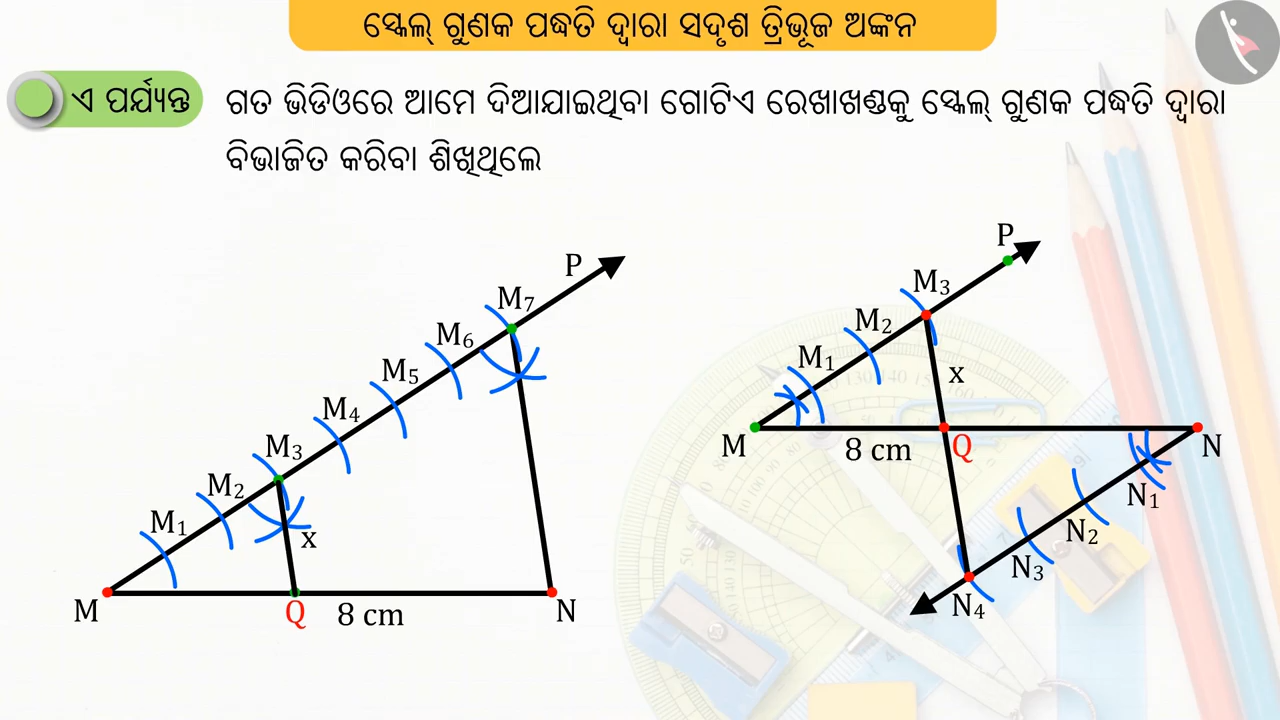 ସ୍କେଲ୍ ଗୁଣକ ପଦ୍ଧତି ଦ୍ୱାରା ସଦୃଶ ତ୍ରିଭୂଜ ଅଙ୍କନ
ଏ ପର୍ଯ୍ୟନ୍ତ
ଗତ ଭିଡିଓରେ ଆମେ ଦିଆଯାଇଥିବା ଗୋଟିଏ ରେଖାଖଣ୍ଡକୁ ସ୍କେଲ୍ ଗୁଣକ ପଦ୍ଧତି ଦ୍ୱାରା
ବିଭାଜିତ କରିବା ଶିଖିଥିଲେ
P
M₇
M₆
M₅
M₄
M₃
M₂
M₁
x
M
Q
8 cm
N
P
M₃
M₂
M₁
x
M
8 cm
Q
N
N₁
N₂
N₃
N₄